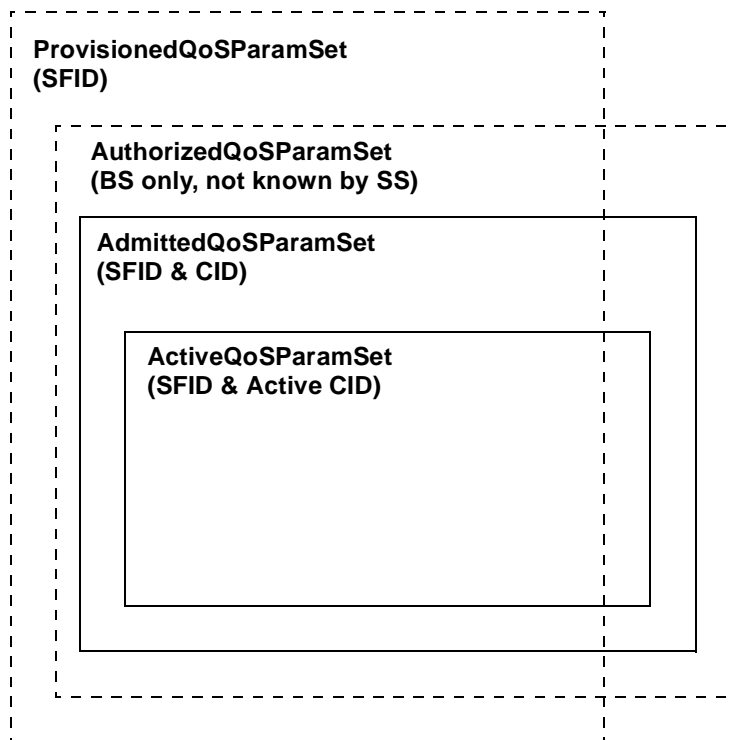 ProvisionedQoSParamSet
(SFID)
AuthorizedQoSParamSet
(BS only, not known by SS)
AdmittedQoSParamSet
(SFID & CID)
ActiveQoSParamSet
(SFID & Active CID)